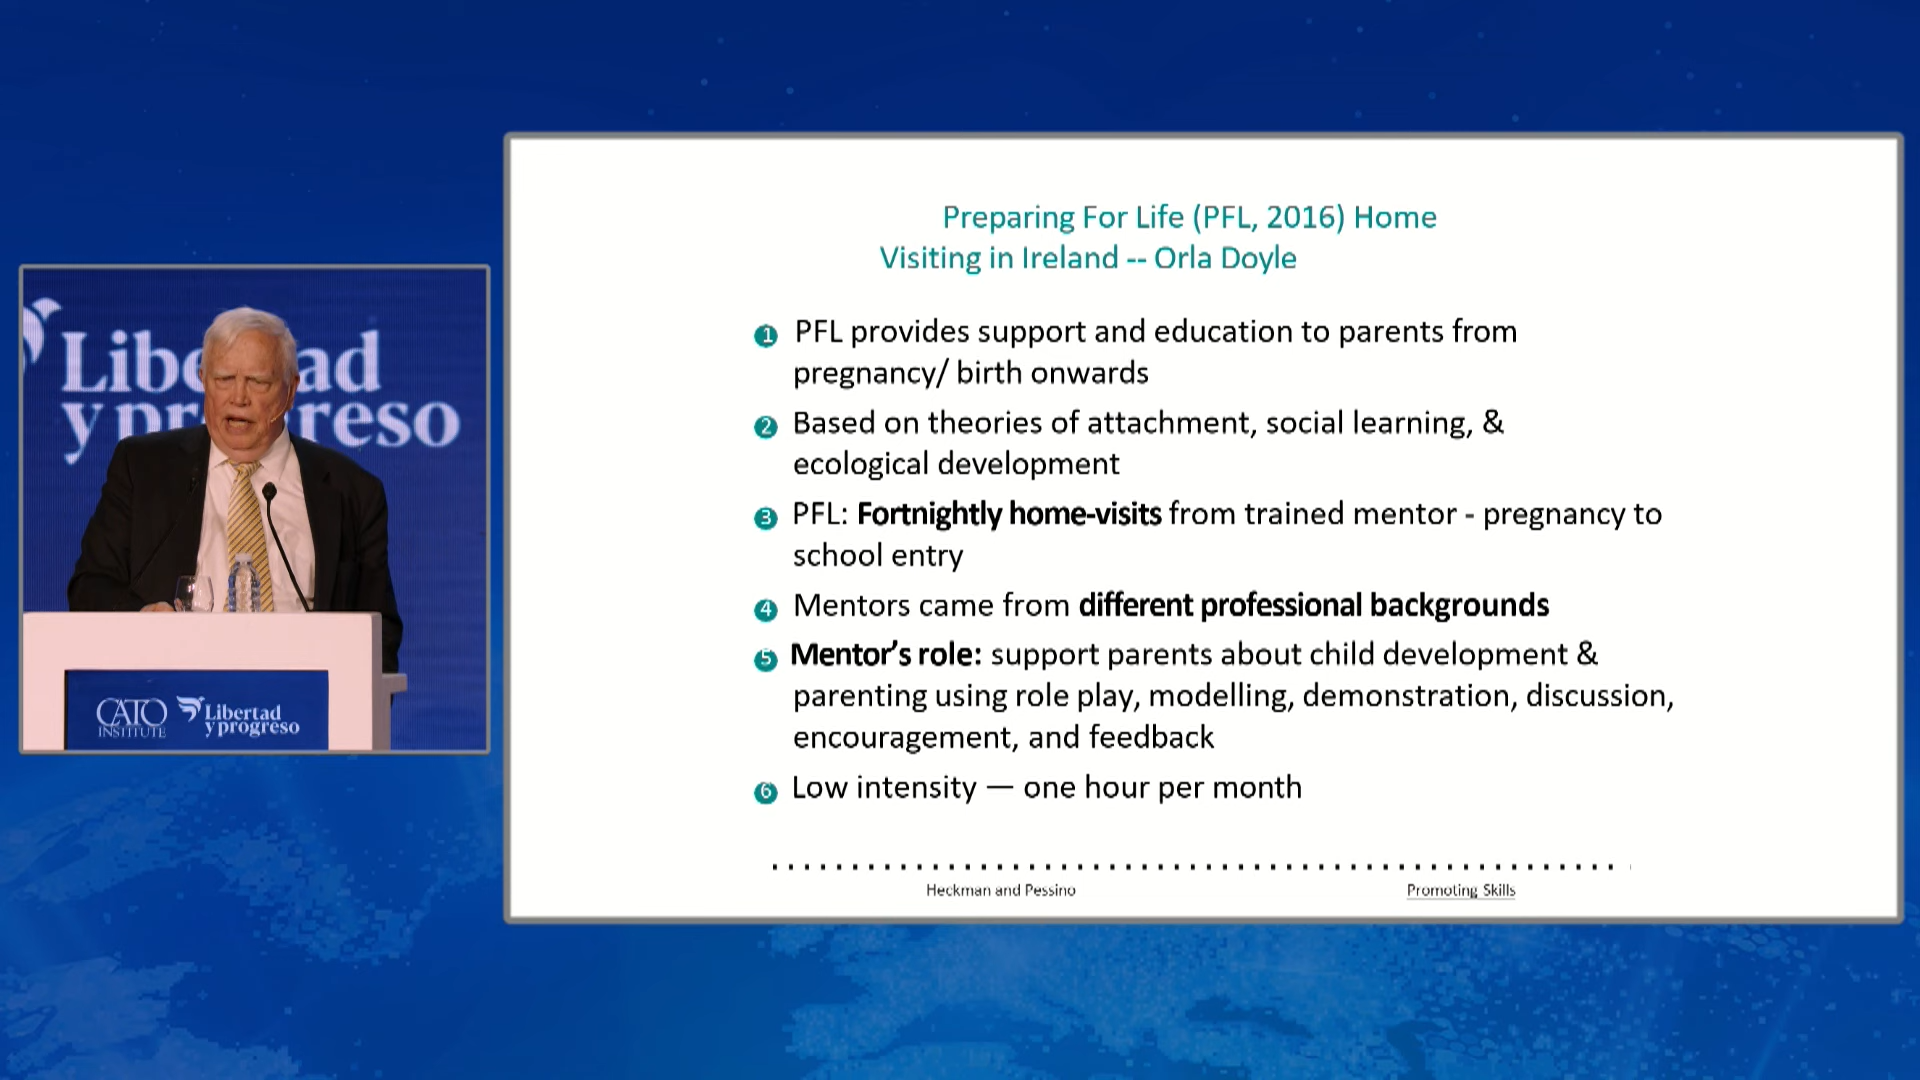 Libertad
y progreso
CATO
INSTITUTE
Libertad
y progreso
Preparing For Life (PFL, 2016) Home
Visiting in Ireland -- Orla Doyle
1 PFL provides support and education to parents from
pregnancy/ birth onwards
2 Based on theories of attachment, social learning, &
ecological development
3 PFL: Fortnightly home-visits from trained mentor - pregnancy to
school entry
4 Mentors came from different professional backgrounds
5 Mentor's role: support parents about child development &
parenting using role play, modelling, demonstration, discussion,
encouragement, and feedback
6 Low intensity — one hour per month
Heckman and Pessino
Promoting Skills